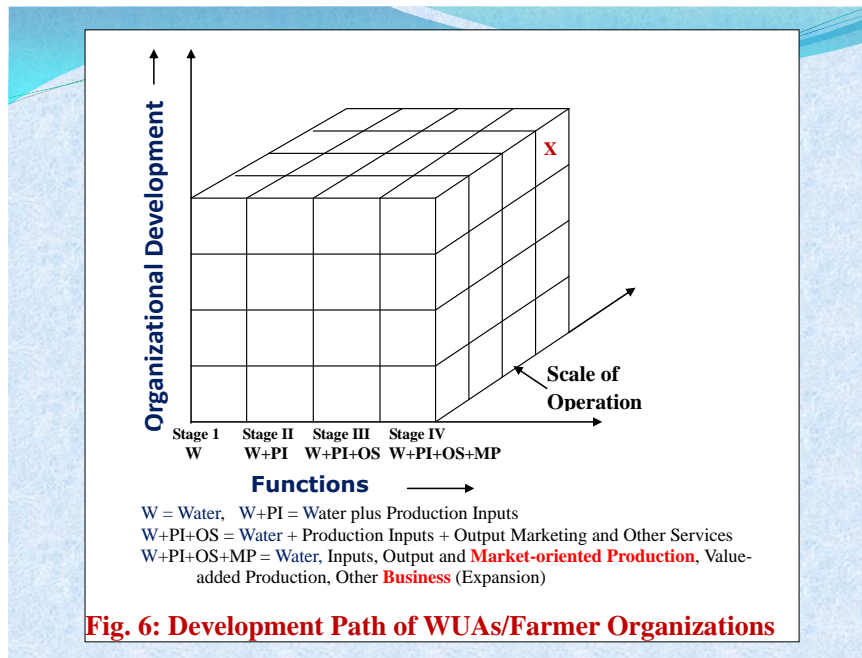 Organizational Development
X
Scale of
Operation
Stage 1 Stage II Stage III Stage IV
W W+PI W+PI+OS W+PI+OS+MP
Functions
W = Water, W+PI = Water plus Production Inputs
W+PI+OS = Water + Production Inputs + Output Marketing and Other Services
W+PI+OS+MP = Water, Inputs, Output and Market-oriented Production, Value-
added Production, Other Business (Expansion)
Fig. 6: Development Path of WUAs/Farmer Organizations